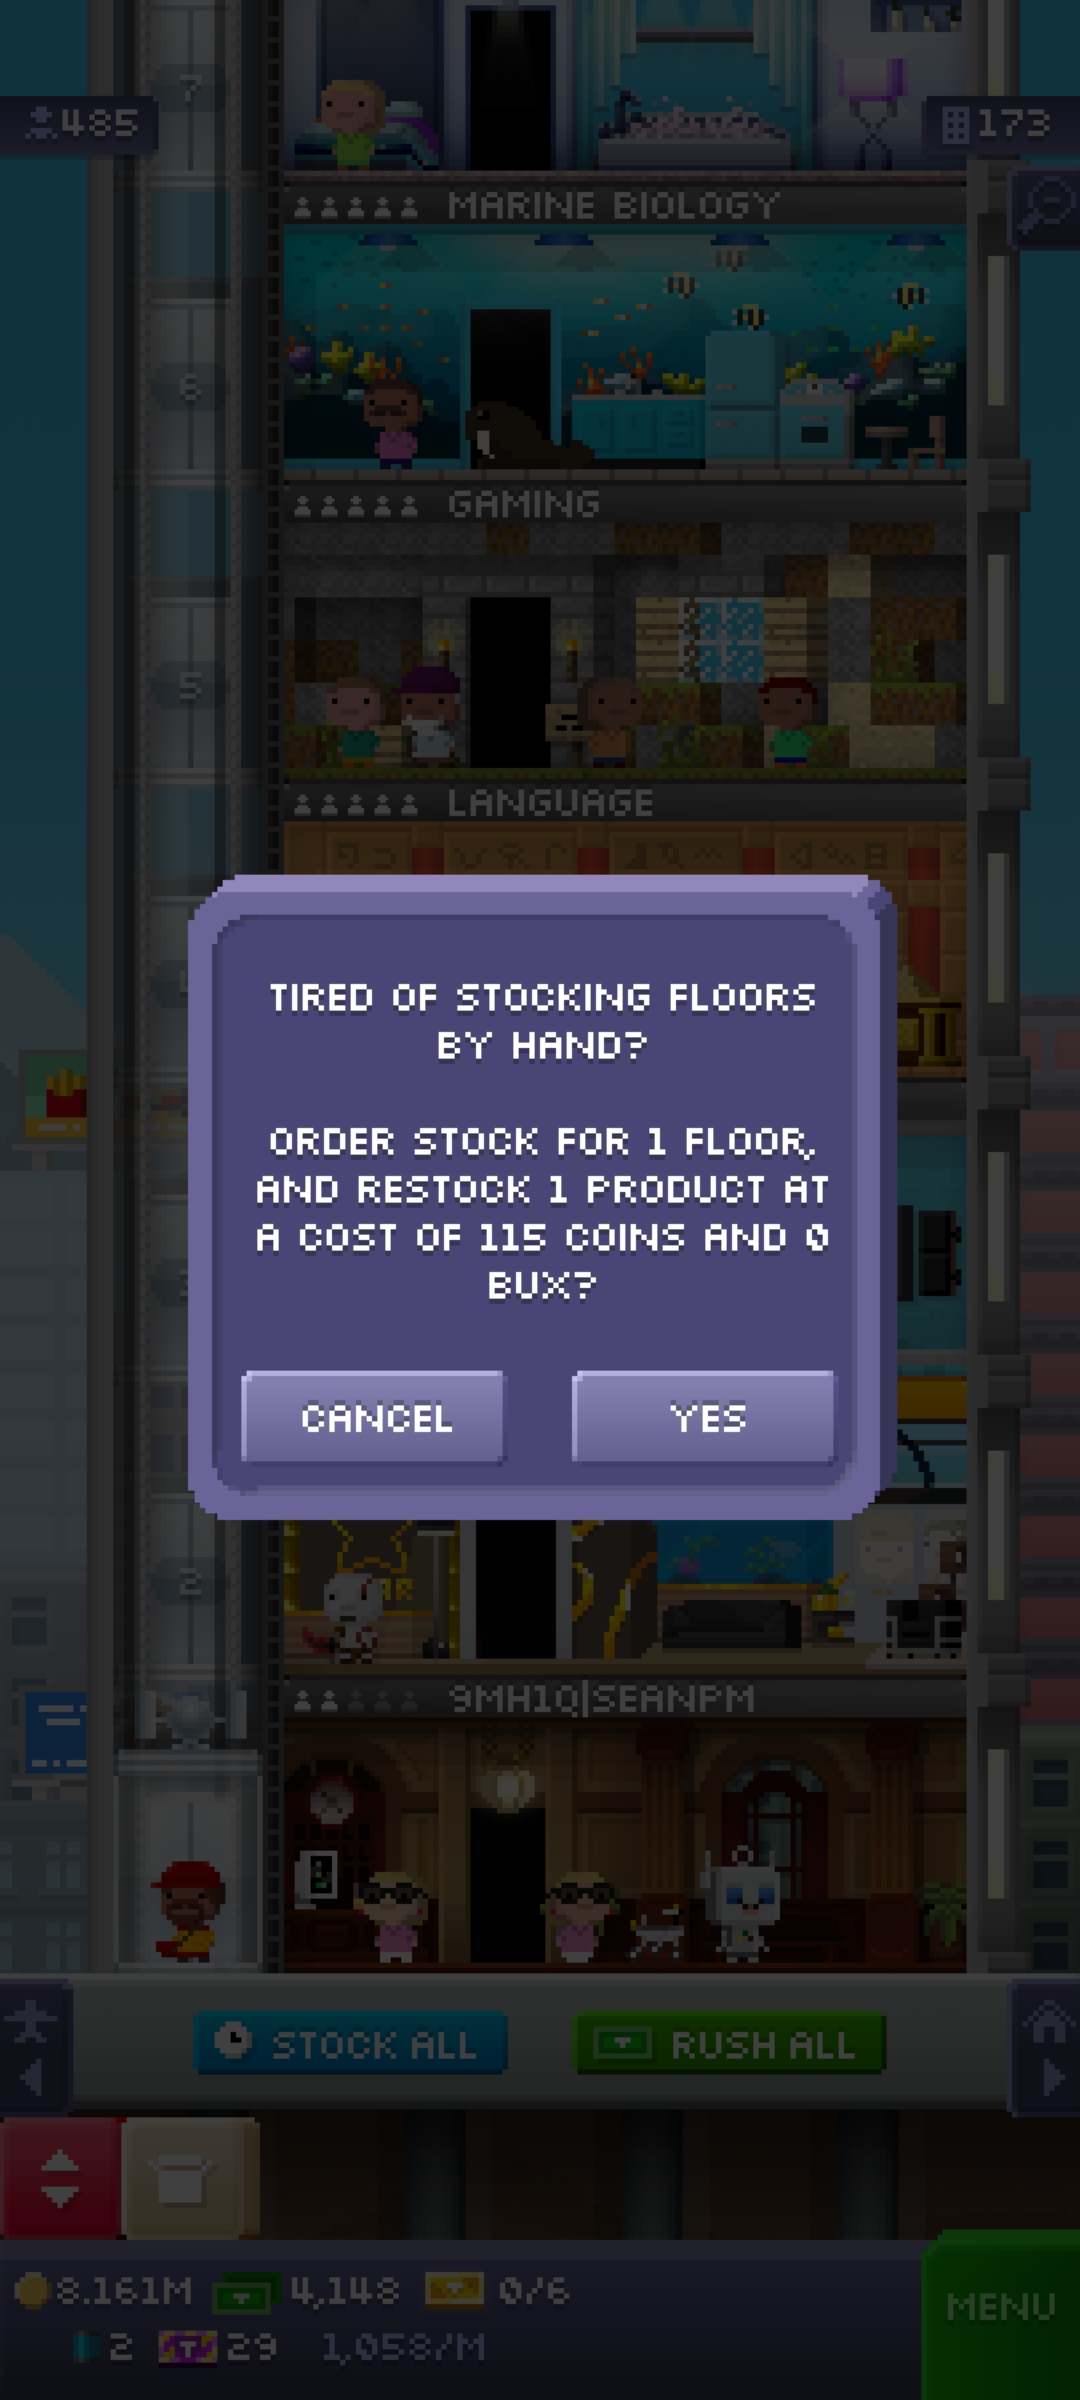 7
485
173
MARINE BIOLOGY
6
GAMING
5
LANGUAGE
TIRED OF STOCKING FLOORS
BY HAND?
ORDER STOCK FOR 1 FLOOR,
AND RESTOCK 1 PRODUCT AT
A COST OF 115 COINS AND 0
BUX?
CANCEL
YES
2
9MH1Q|SEANPM
STOCK ALL
RUSH ALL
8.161M
4,148
0/6
MENU
2
29
1,058/M